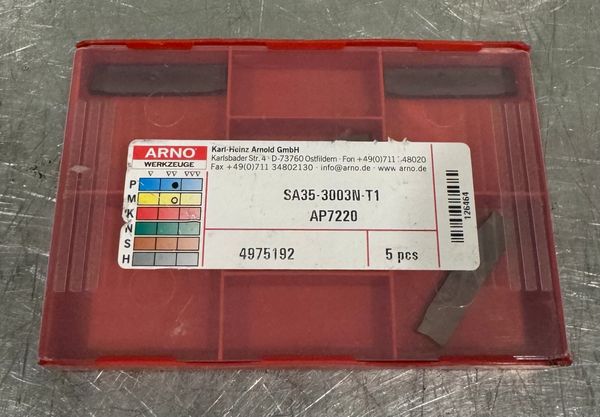 ARNO®
WERKZEUGE
Karl-Heinz Arnold GmbH
Karlsbader Str. 4 · D-73760 Ostfildern · Fon +49(0)711 348020
Fax +49(0)711 34802130 · info@arno.de · www.arno.de
▽ ▽▽ ▽▽▽
P
M
K
N
S
H
SA35-3003N-T1
AP7220
4975192
5 pcs
126464